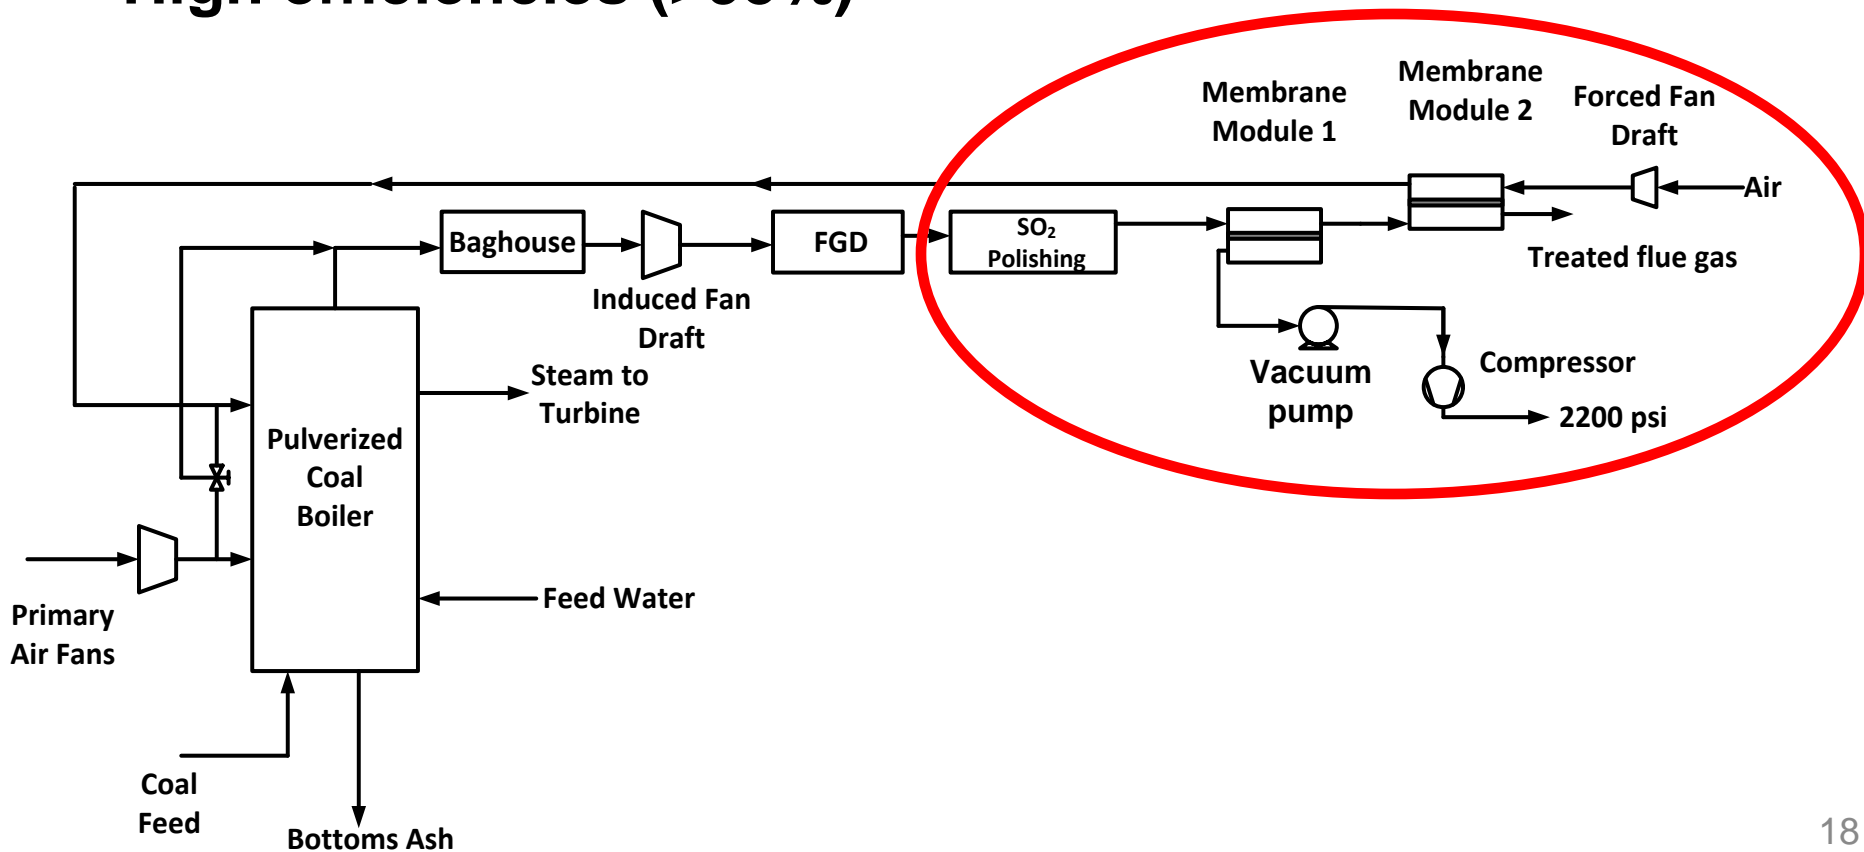 Membrane
Module 1
Membrane
Module 2
Forced Fan
Draft
Air
Baghouse
FGD
SO₂
Polishing
Treated flue gas
Induced Fan
Draft
Steam to
Turbine
Vacuum
pump
Compressor
2200 psi
Pulverized
Coal
Boiler
Feed Water
Primary
Air Fans
Coal
Feed
Bottoms Ash
18